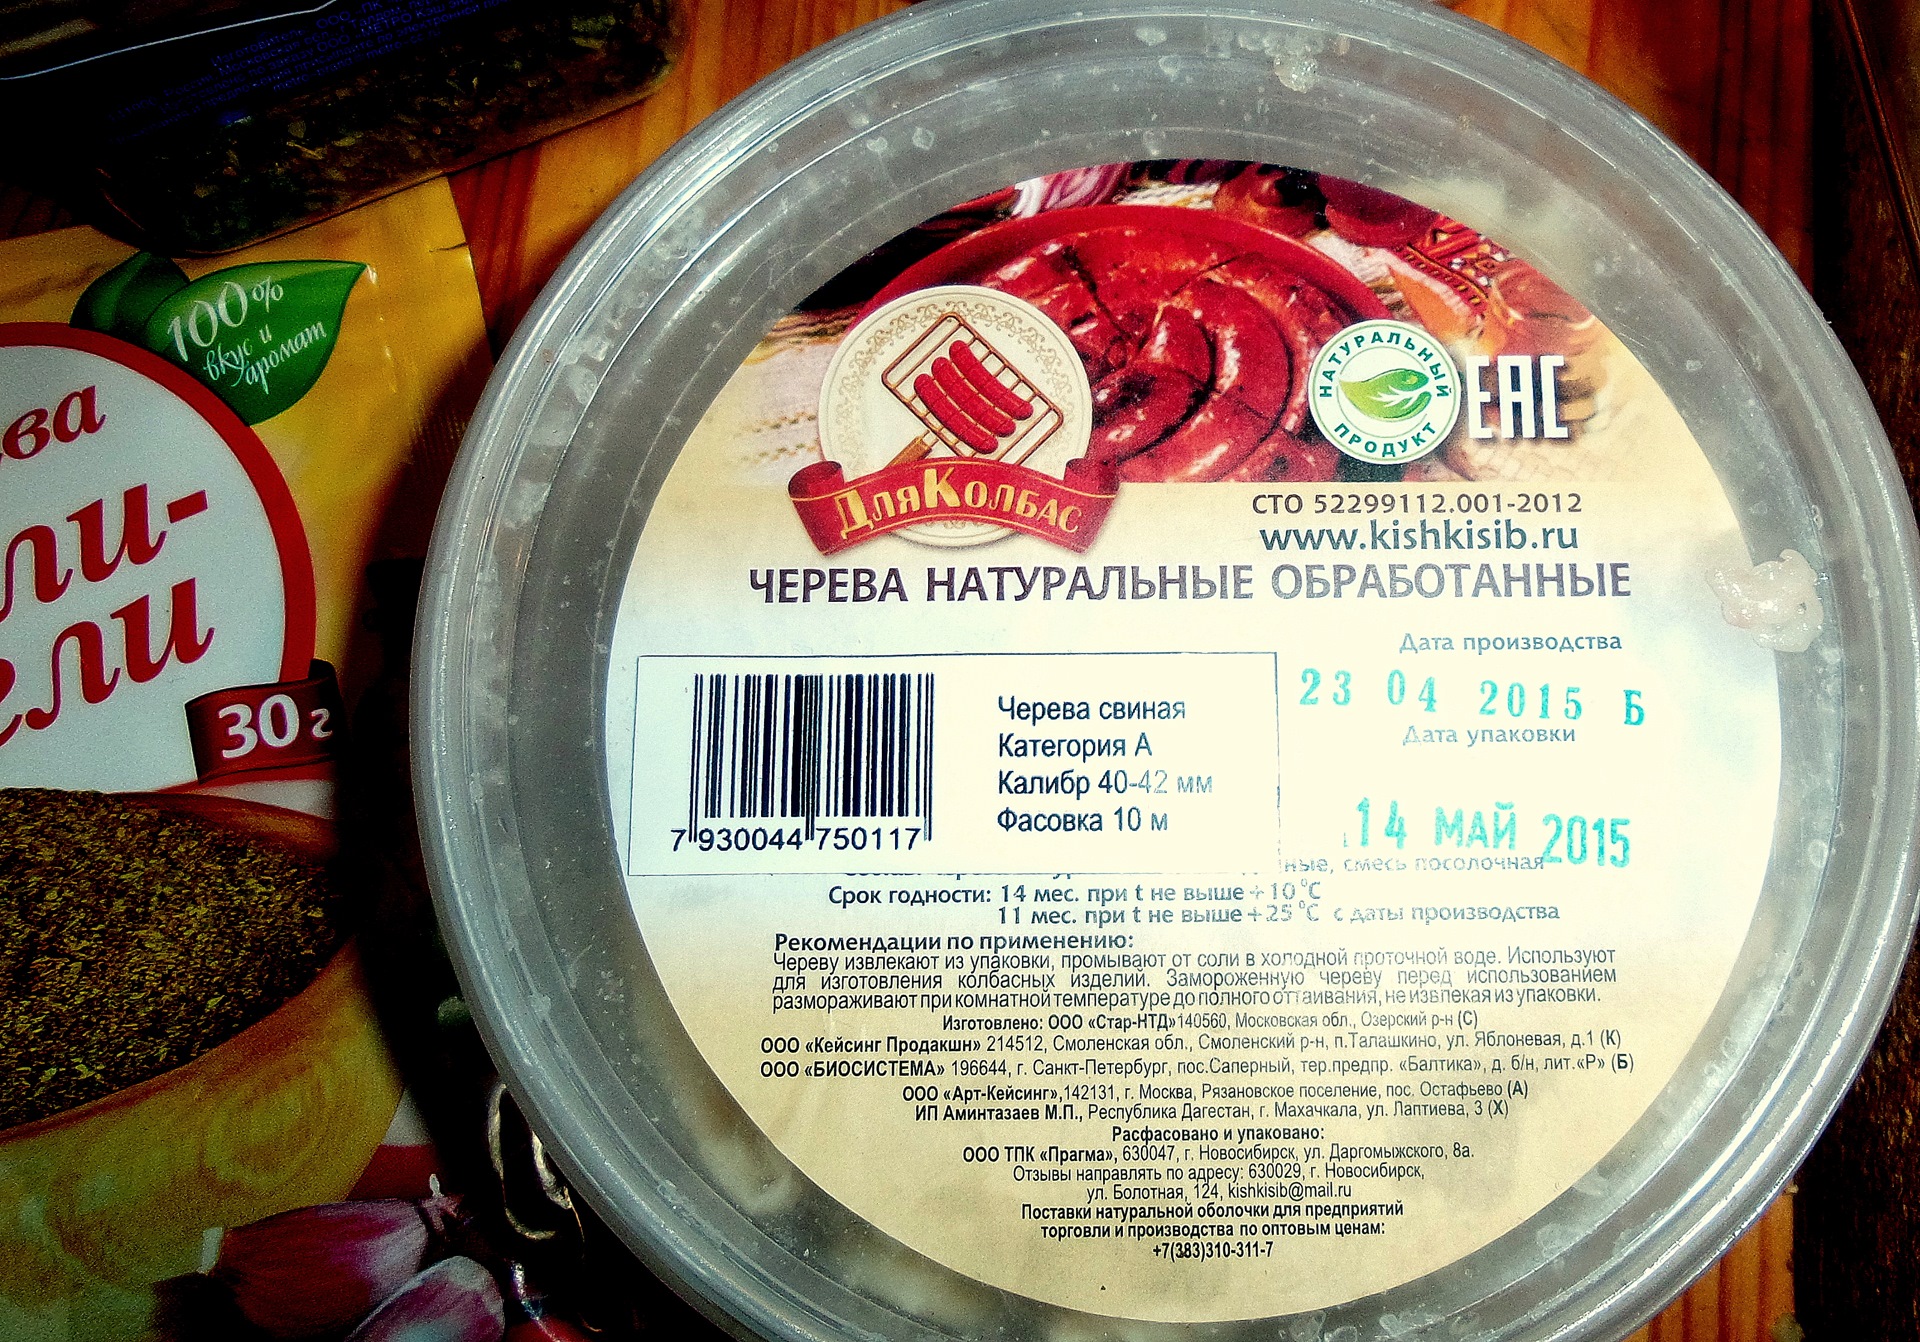 100%
вкус и
аромат
ли-
ели
30 г
НАТУРАЛЬНЫЙ
ПРОДУКТ
ЕАС
ДляКолбас
СТО 52299112.001-2012
www.kishkisib.ru
ЧЕРЕВА НАТУРАЛЬНЫЕ ОБРАБОТАННЫЕ
Дата производства
23 04 2015 Б
Дата упаковки
14 МАЙ 2015
Черева свиная
Категория А
Калибр 40-42 мм
Фасовка 10 м
7 930044 750117
смесь посолочная
Срок годности: 14 мес. при t не выше +10°С
11 мес. при t не выше +25°С с даты производства
Рекомендации по применению:
Череву извлекают из упаковки, промывают от соли в холодной проточной воде. Используют
для изготовления колбасных изделий. Замороженную череву перед использованием
размораживают при комнатной температуре до полного оттаивания, не извлекая из упаковки.
Изготовлено: ООО «Стар-НТД»140560, Московская обл., Озерский р-н (С)
ООО «Кейсинг Продакшн» 214512, Смоленская обл., Смоленский р-н, п.Талашкино, ул. Яблоневая, д.1 (К)
ООО «БИОСИСТЕМА» 196644, г. Санкт-Петербург, пос.Саперный, тер.предпр. «Балтика», д. б/н, лит.«Р» (Б)
ООО «Арт-Кейсинг»,142131, г. Москва, Рязановское поселение, пос. Остафьево (А)
ИП Аминтазаев М.П., Республика Дагестан, г. Махачкала, ул. Лаптиева, 3 (Х)
Расфасовано и упаковано:
ООО ТПК «Прагма», 630047, г. Новосибирск, ул. Даргомыжского, 8а.
Отзывы направлять по адресу: 630029, г. Новосибирск,
ул. Болотная, 124, kishkisib@mail.ru
Поставки натуральной оболочки для предприятий
торговли и производства по оптовым ценам:
+7(383)310-311-7